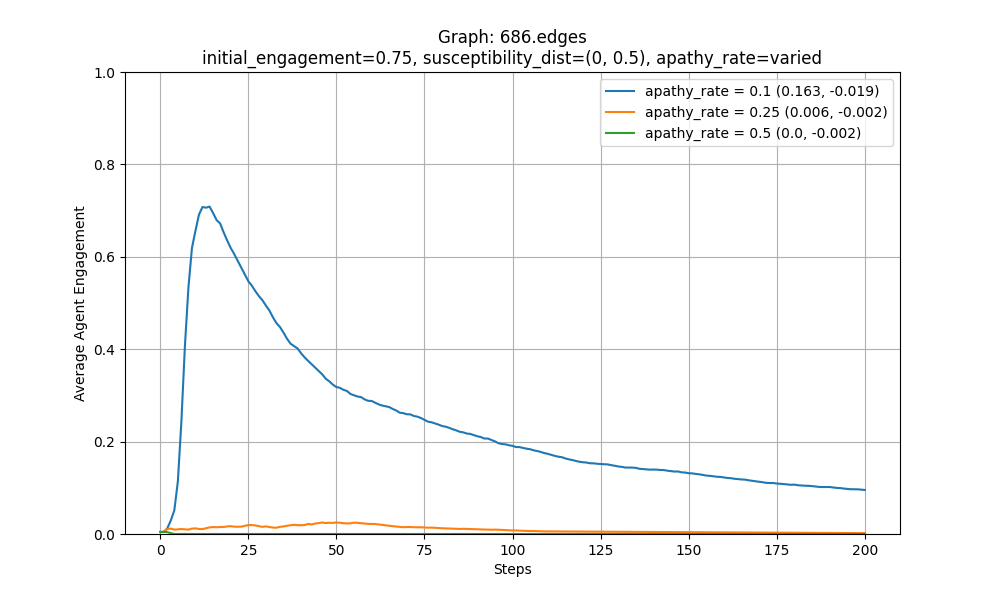 Graph: 686.edges
initial_engagement=0.75, susceptibility_dist=(0, 0.5), apathy_rate=varied
1.0
0.8
0.6
0.4
0.2
0.0
Average Agent Engagement
apathy_rate = 0.1 (0.163, -0.019)
apathy_rate = 0.25 (0.006, -0.002)
apathy_rate = 0.5 (0.0, -0.002)
0 25 50 75 100 125 150 175 200
Steps